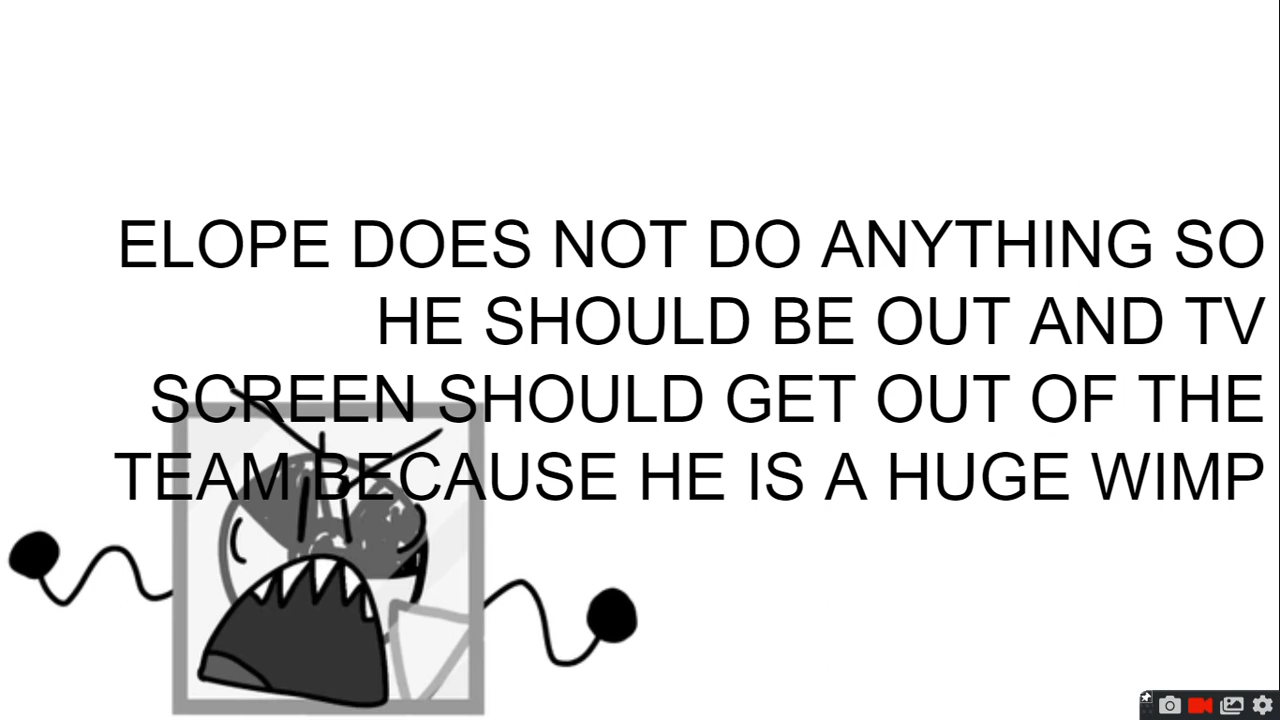 ELOPE DOES NOT DO ANYTHING SO
HE SHOULD BE OUT AND TV
SCREEN SHOULD GET OUT OF THE
TEAM BECAUSE HE IS A HUGE WIMP